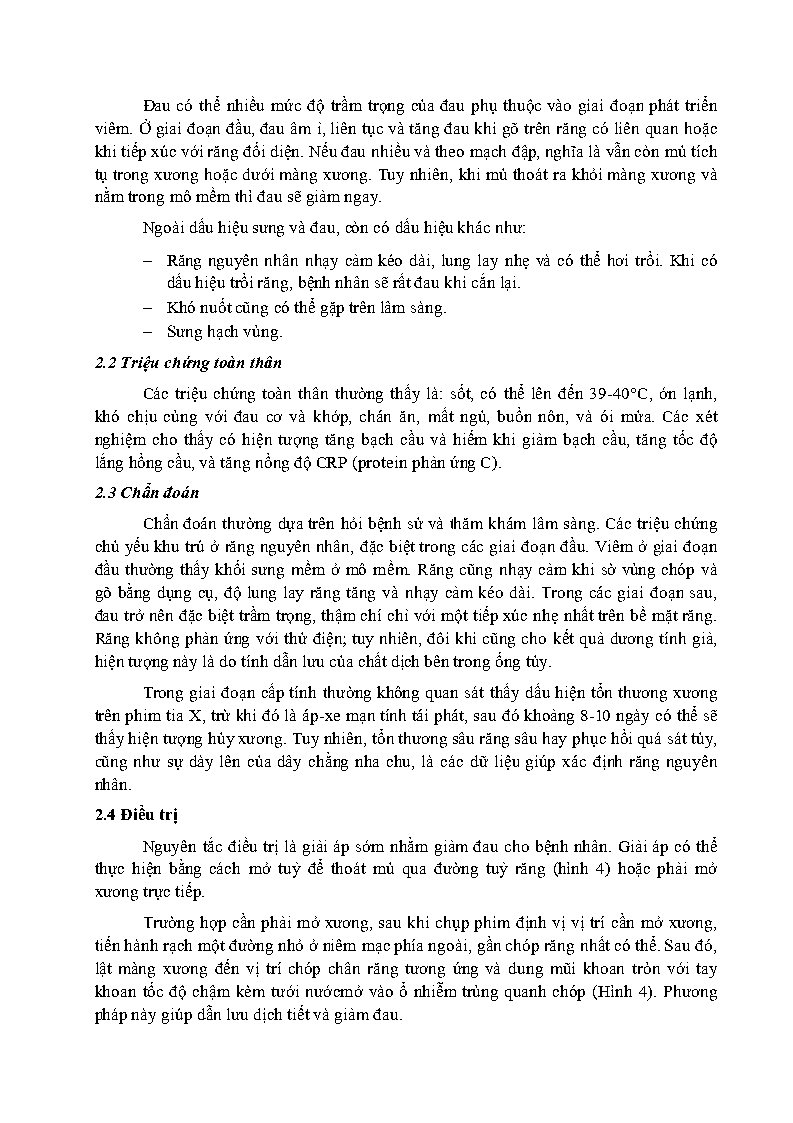 Đau có thể nhiều mức độ trầm trọng của đau phụ thuộc vào giai đoạn phát triển
viêm. Ở giai đoạn đầu, đau âm ỉ, liên tục và tăng đau khi gõ trên răng có liên quan hoặc
khi tiếp xúc với răng đối diện. Nếu đau nhiều và theo mạch đập, nghĩa là vẫn còn mủ tích
tụ trong xương hoặc dưới màng xương. Tuy nhiên, khi mủ thoát ra khỏi màng xương và
nằm trong mô mềm thì đau sẽ giảm ngay.
Ngoài dấu hiệu sưng và đau, còn có dấu hiệu khác như:
– Răng nguyên nhân nhạy cảm kéo dài, lung lay nhẹ và có thể hơi trồi. Khi có
dấu hiệu trồi răng, bệnh nhân sẽ rất đau khi cắn lại.
– Khó nuốt cũng có thể gặp trên lâm sàng.
– Sưng hạch vùng.
2.2 Triệu chứng toàn thân
Các triệu chứng toàn thân thường thấy là: sốt, có thể lên đến 39-40°C, ớn lạnh,
khó chịu cùng với đau cơ và khớp, chán ăn, mất ngủ, buồn nôn, và ói mửa. Các xét
nghiệm cho thấy có hiện tượng tăng bạch cầu và hiếm khi giảm bạch cầu, tăng tốc độ
lắng hồng cầu, và tăng nồng độ CRP (protein phản ứng C).
2.3 Chẩn đoán
Chẩn đoán thường dựa trên hỏi bệnh sử và thăm khám lâm sàng. Các triệu chứng
chủ yếu khu trú ở răng nguyên nhân, đặc biệt trong các giai đoạn đầu. Viêm ở giai đoạn
đầu thường thấy khối sưng mềm ở mô mềm. Răng cũng nhạy cảm khi sờ vùng chóp và
gõ bằng dụng cụ, độ lung lay răng tăng và nhạy cảm kéo dài. Trong các giai đoạn sau,
đau trở nên đặc biệt trầm trọng, thậm chí chỉ với một tiếp xúc nhẹ nhất trên bề mặt răng.
Răng không phản ứng với thử điện; tuy nhiên, đôi khi cũng cho kết quả dương tính giả,
hiện tượng này là do tính dẫn lưu của chất dịch bên trong ống tủy.
Trong giai đoạn cấp tính thường không quan sát thấy dấu hiện tổn thương xương
trên phim tia X, trừ khi đó là áp-xe mạn tính tái phát, sau đó khoảng 8-10 ngày có thể sẽ
thấy hiện tượng hủy xương. Tuy nhiên, tổn thương sâu răng sâu hay phục hồi quá sát tủy,
cũng như sự dày lên của dây chằng nha chu, là các dữ liệu giúp xác định răng nguyên
nhân.
2.4 Điều trị
Nguyên tắc điều trị là giải áp sớm nhằm giảm đau cho bệnh nhân. Giải áp có thể
thực hiện bằng cách mở tuỷ để thoát mủ qua đường tuỷ răng (hình 4) hoặc phải mở
xương trực tiếp.
Trường hợp cần phải mở xương, sau khi chụp phim định vị vị trí cần mở xương,
tiến hành rạch một đường nhỏ ở niêm mạc phía ngoài, gần chóp răng nhất có thể. Sau đó,
lật màng xương đến vị trí chóp chân răng tương ứng và dung mũi khoan tròn với tay
khoan tốc độ chậm kèm tưới nướcmở vào ổ nhiễm trùng quanh chóp (Hình 4). Phương
pháp này giúp dẫn lưu dịch tiết và giảm đau.